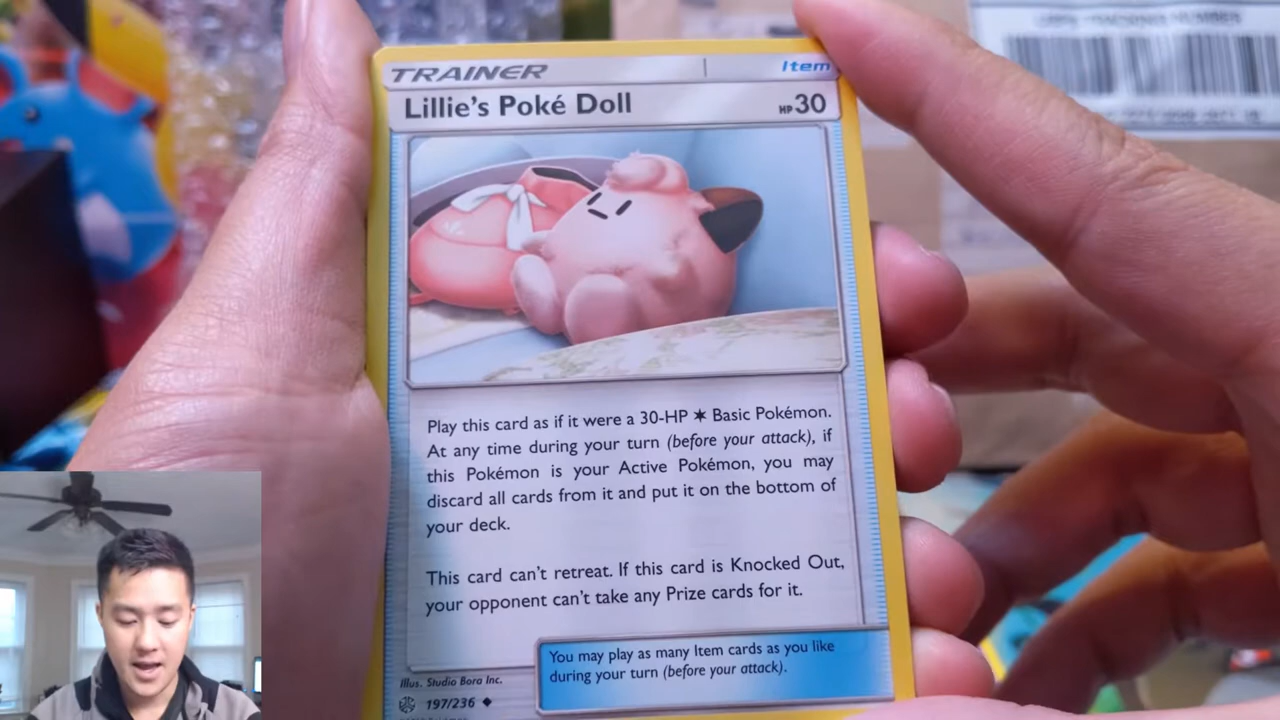 TRAINER Item
Lillie's Poké Doll HP 30
Play this card as if it were a 30-HP ✶ Basic Pokémon.
At any time during your turn (before your attack), if
this Pokémon is your Active Pokémon, you may
discard all cards from it and put it on the bottom of
your deck.
This card can't retreat. If this card is Knocked Out,
your opponent can't take any Prize cards for it.
You may play as many Item cards as you like
during your turn (before your attack).
Illus. Studio Bora Inc.
197/236 ◆